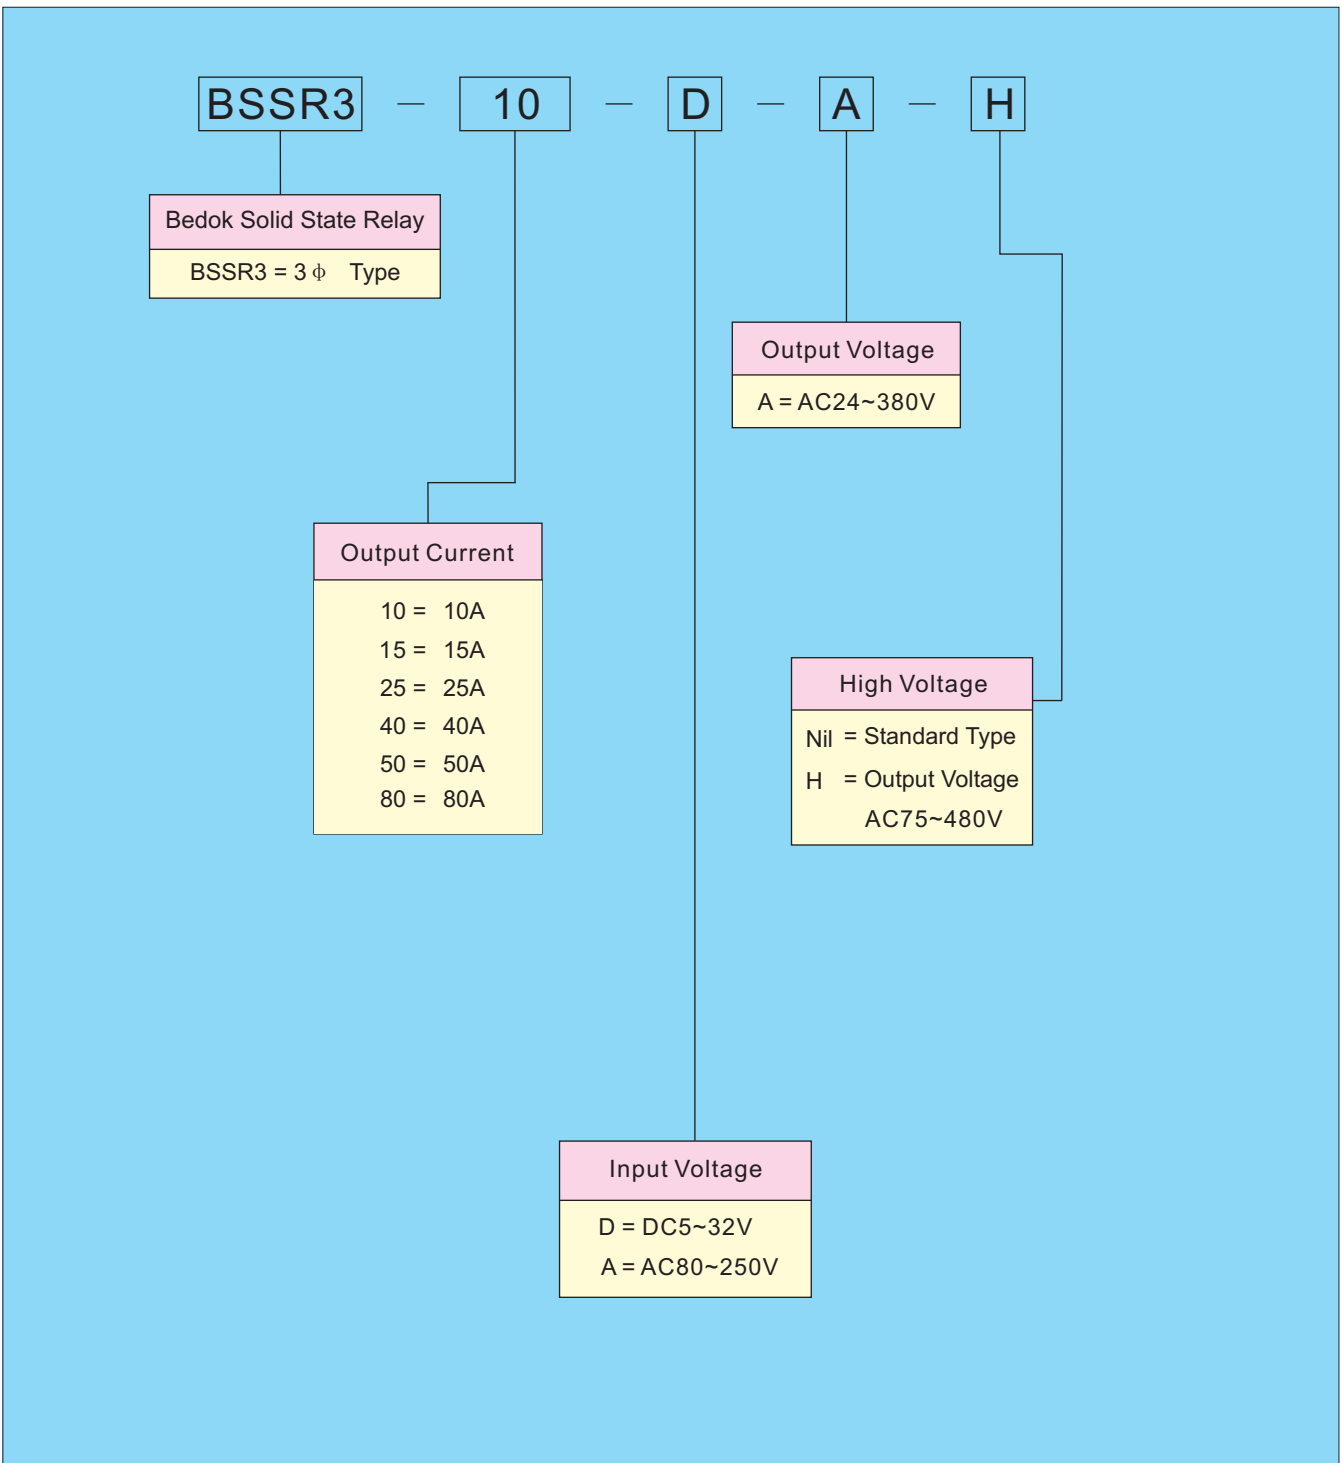 BSSR3 — 10 — D — A — H
Bedok Solid State Relay
BSSR3 = 3 ϕ Type
Output Voltage
A = AC24~380V
Output Current
10 = 10A
15 = 15A
25 = 25A
40 = 40A
50 = 50A
80 = 80A
High Voltage
Nil = Standard Type
H = Output Voltage
AC75~480V
Input Voltage
D = DC5~32V
A = AC80~250V